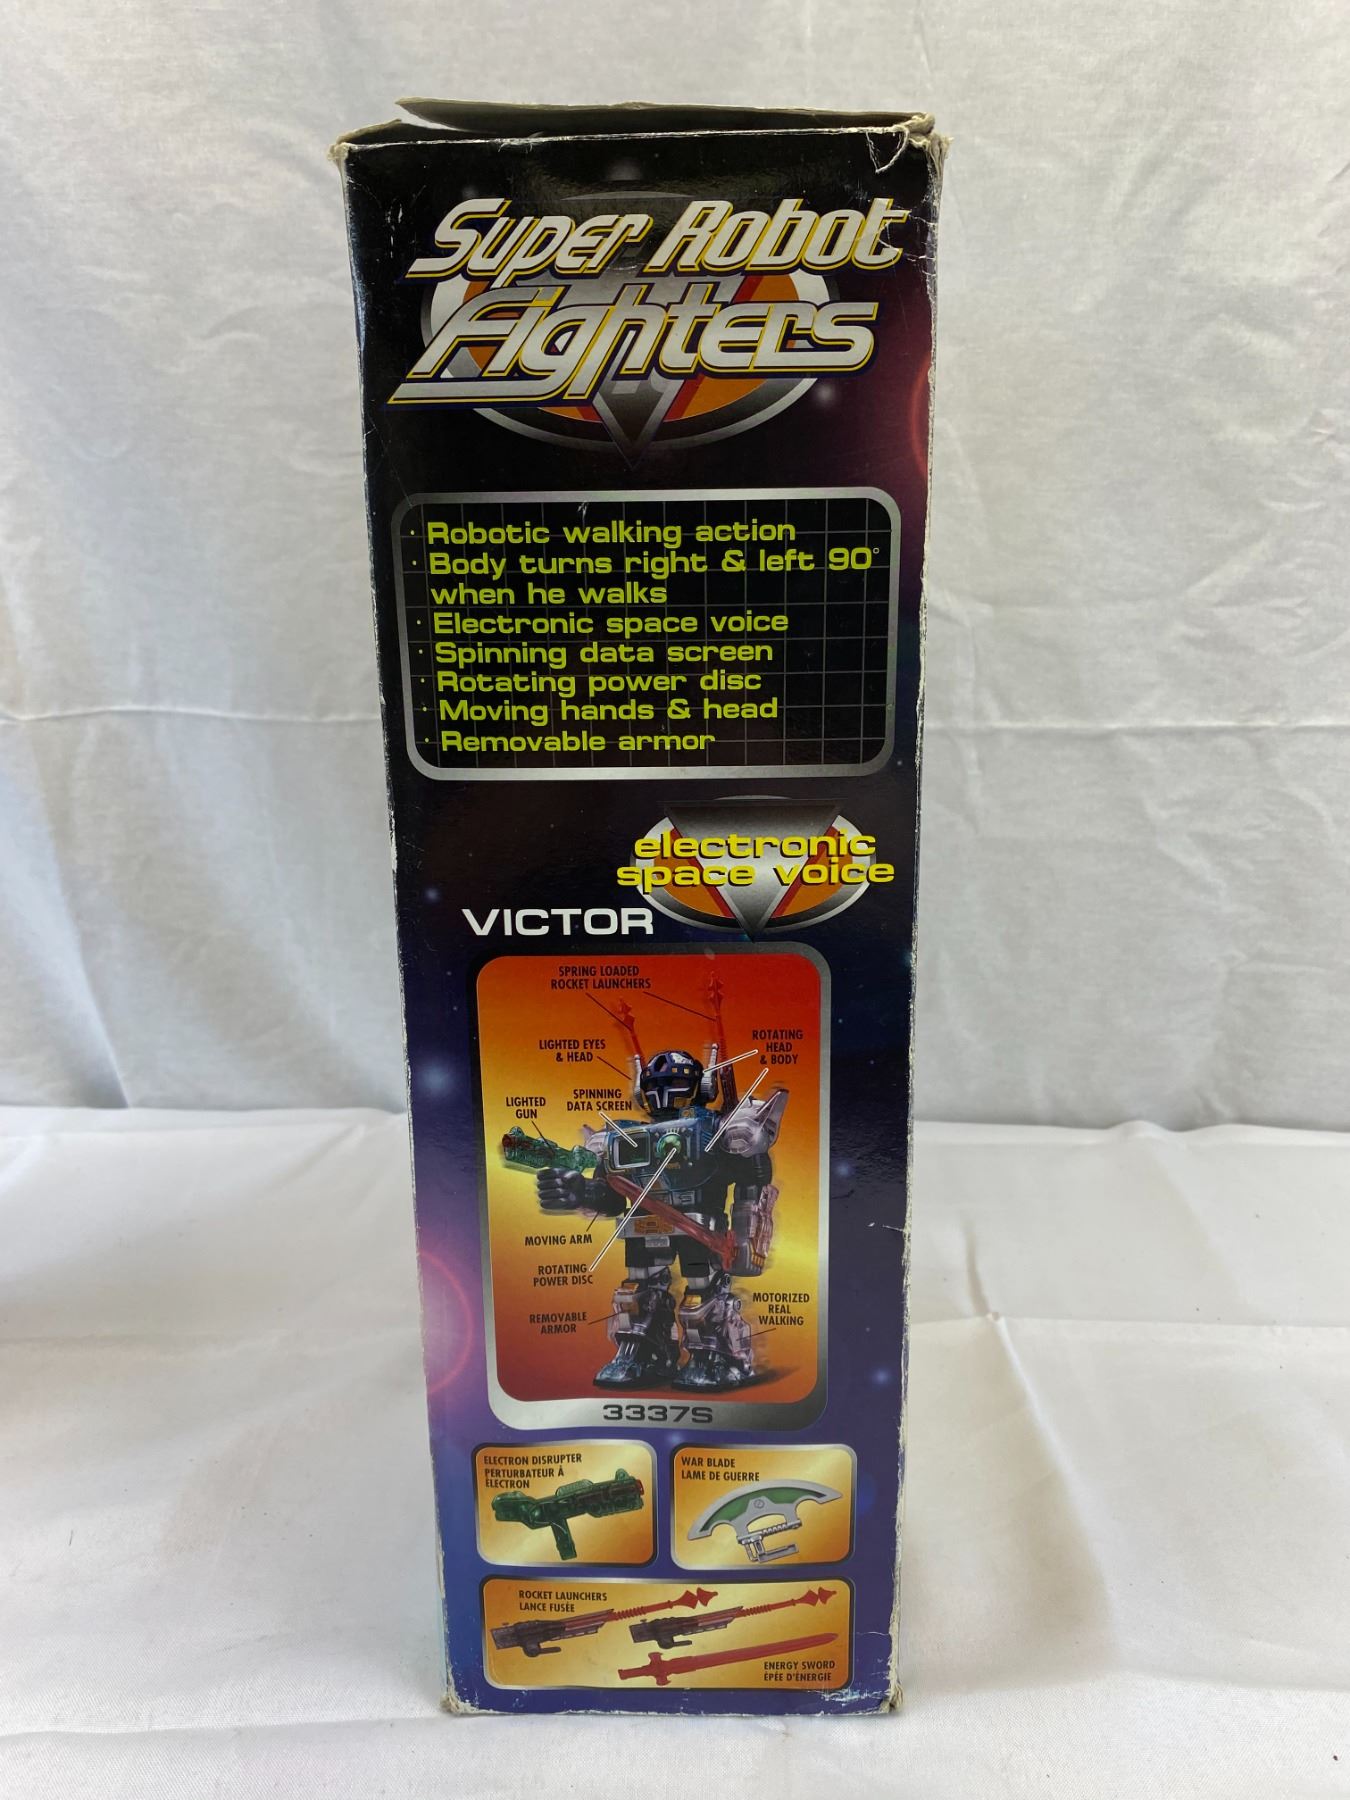 Super Robot
Fighters
· Robotic walking action
· Body turns right & left 90°
when he walks
· Electronic space voice
· Spinning data screen
· Rotating power disc
· Moving hands & head
· Removable armor
electronic
space voice
VICTOR
SPRING LOADED
ROCKET LAUNCHERS
LIGHTED EYES
& HEAD
ROTATING
HEAD
& BODY
LIGHTED
GUN
SPINNING
DATA SCREEN
MOVING ARM
ROTATING
POWER DISC
REMOVABLE
ARMOR
MOTORIZED
REAL
WALKING
3337S
ELECTRON DISRUPTER
PERTURBATEUR À
ÉLECTRON
WAR BLADE
LAME DE GUERRE
ROCKET LAUNCHERS
LANCE FUSÉE
ENERGY SWORD
ÉPÉE D'ÉNERGIE